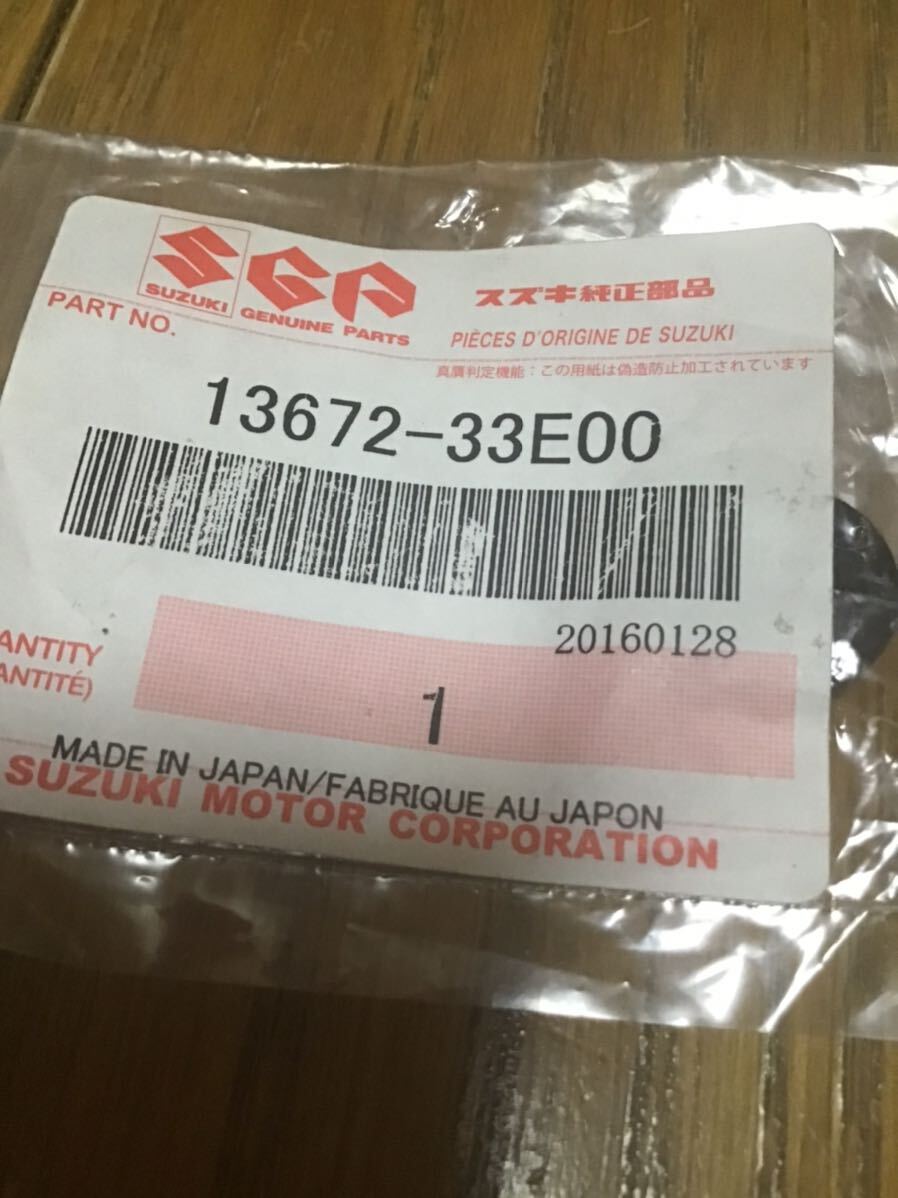 SUZUKI
SGP
GENUINE PARTS
スズキ純正部品
PIÈCES D'ORIGINE DE SUZUKI
PART NO.
真贋判定機能：この用紙は偽造防止加工されています
13672-33E00
20160128
ANTITY
ANTITÉ)
1
MADE IN JAPAN/FABRIQUE AU JAPON
SUZUKI MOTOR CORPORATION